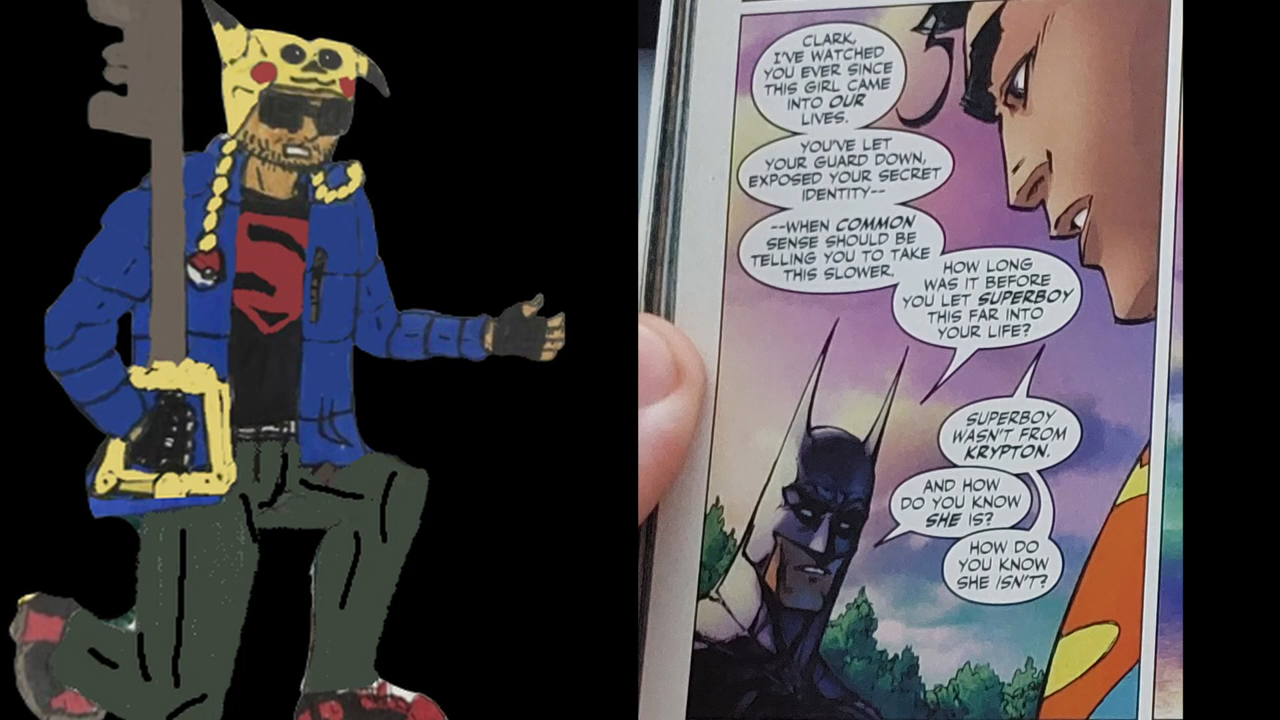 CLARK,
I'VE WATCHED
YOU EVER SINCE
THIS GIRL CAME
INTO OUR
LIVES.
YOU'VE LET
YOUR GUARD DOWN,
EXPOSED YOUR SECRET
IDENTITY--
--WHEN COMMON
SENSE SHOULD BE
TELLING YOU TO TAKE
THIS SLOWER.
HOW LONG
WAS IT BEFORE
YOU LET SUPERBOY
THIS FAR INTO
YOUR LIFE?
SUPERBOY
WASN'T FROM
KRYPTON.
AND HOW
DO YOU KNOW
SHE IS?
HOW DO
YOU KNOW
SHE ISN'T?